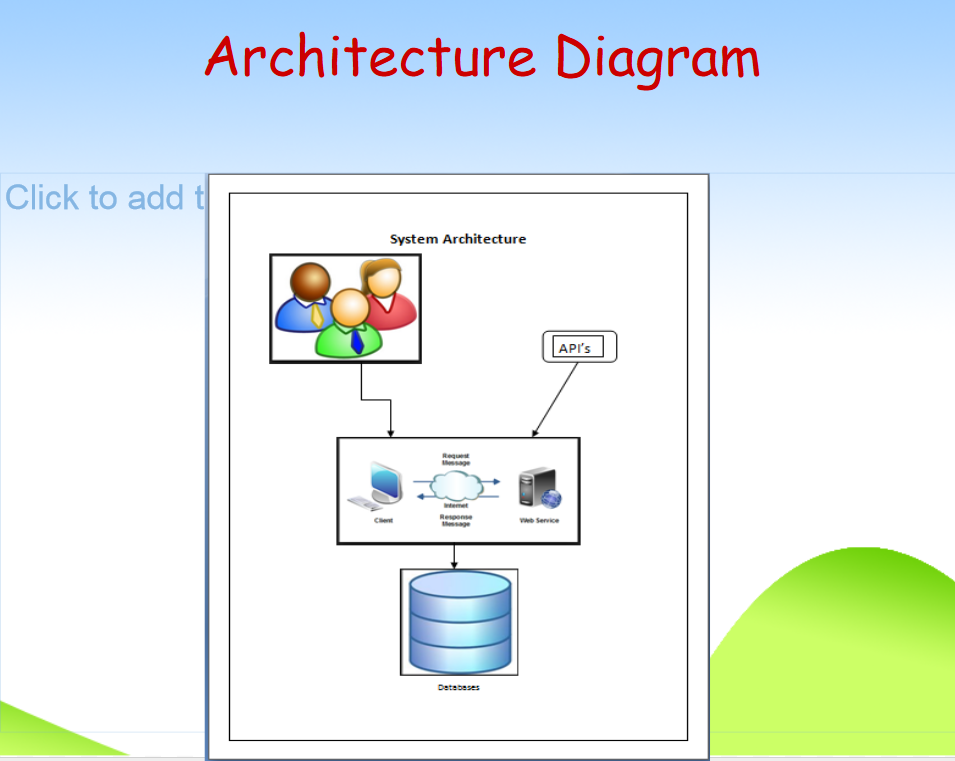 Architecture Diagram
Click to add t
System Architecture
API's
Request
Message
Internet
Response
Message
Client
Web Service
Databases